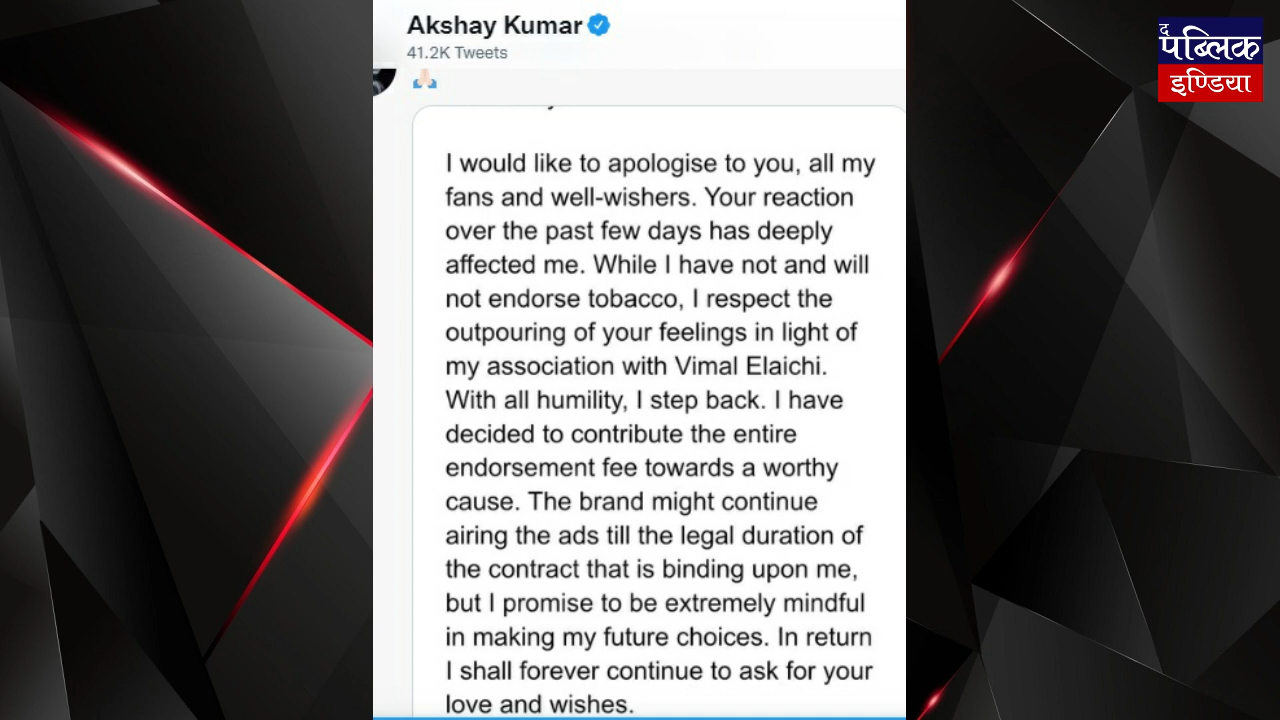 Akshay Kumar
41.2K Tweets
द
पब्लिक
इण्डिया
I would like to apologise to you, all my
fans and well-wishers. Your reaction
over the past few days has deeply
affected me. While I have not and will
not endorse tobacco, I respect the
outpouring of your feelings in light of
my association with Vimal Elaichi.
With all humility, I step back. I have
decided to contribute the entire
endorsement fee towards a worthy
cause. The brand might continue
airing the ads till the legal duration of
the contract that is binding upon me,
but I promise to be extremely mindful
in making my future choices. In return
I shall forever continue to ask for your
love and wishes.